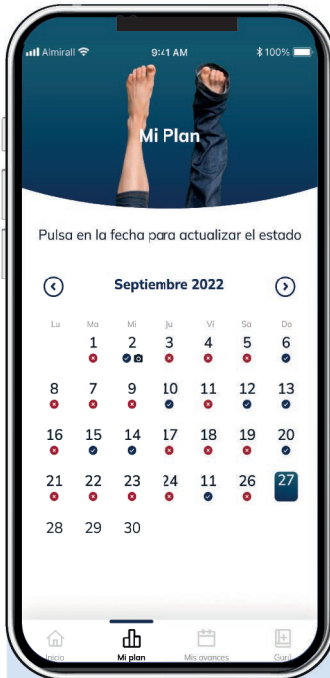 Almirall 9:41 AM 100%
Mi Plan
Pulsa en la fecha para actualizar el estado
Septiembre 2022
Lu Ma Mi Ju Vi Sa Do
1 2 3 4 5 6
8 7 9 10 11 12 13
16 15 14 17 18 19 20
21 22 23 24 11 26 27
28 29 30
Inicio Mi plan Mis avances Gurú